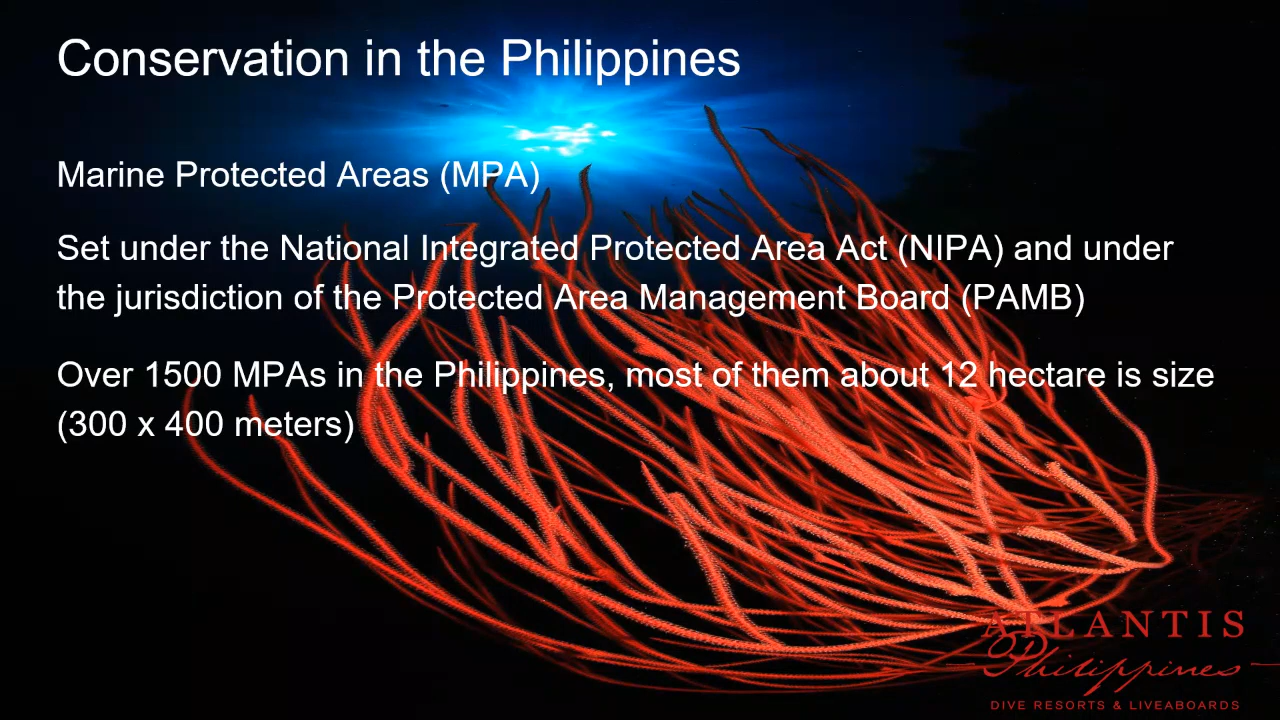 Conservation in the Philippines
Marine Protected Areas (MPA)
Set under the National Integrated Protected Area Act (NIPA) and under
the jurisdiction of the Protected Area Management Board (PAMB)
Over 1500 MPAs in the Philippines, most of them about 12 hectare is size
(300 x 400 meters)
ATLANTIS
Philippines
DIVE RESORTS & LIVEABOARDS